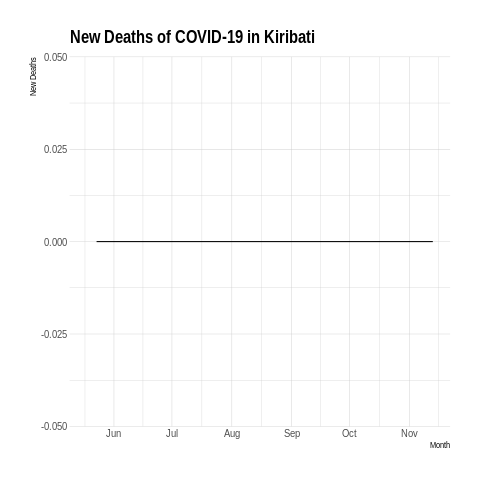 New Deaths of COVID-19 in Kiribati
New Deaths
0.050
0.025
0.000
-0.025
-0.050
Jun Jul Aug Sep Oct Nov
Month